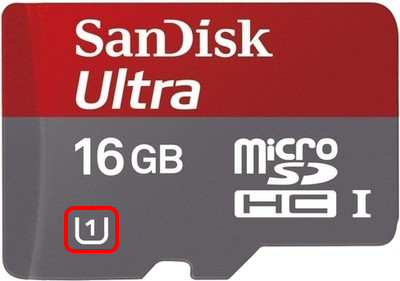 SanDisk
Ultra
16 GB
micro
SD
HC I
1